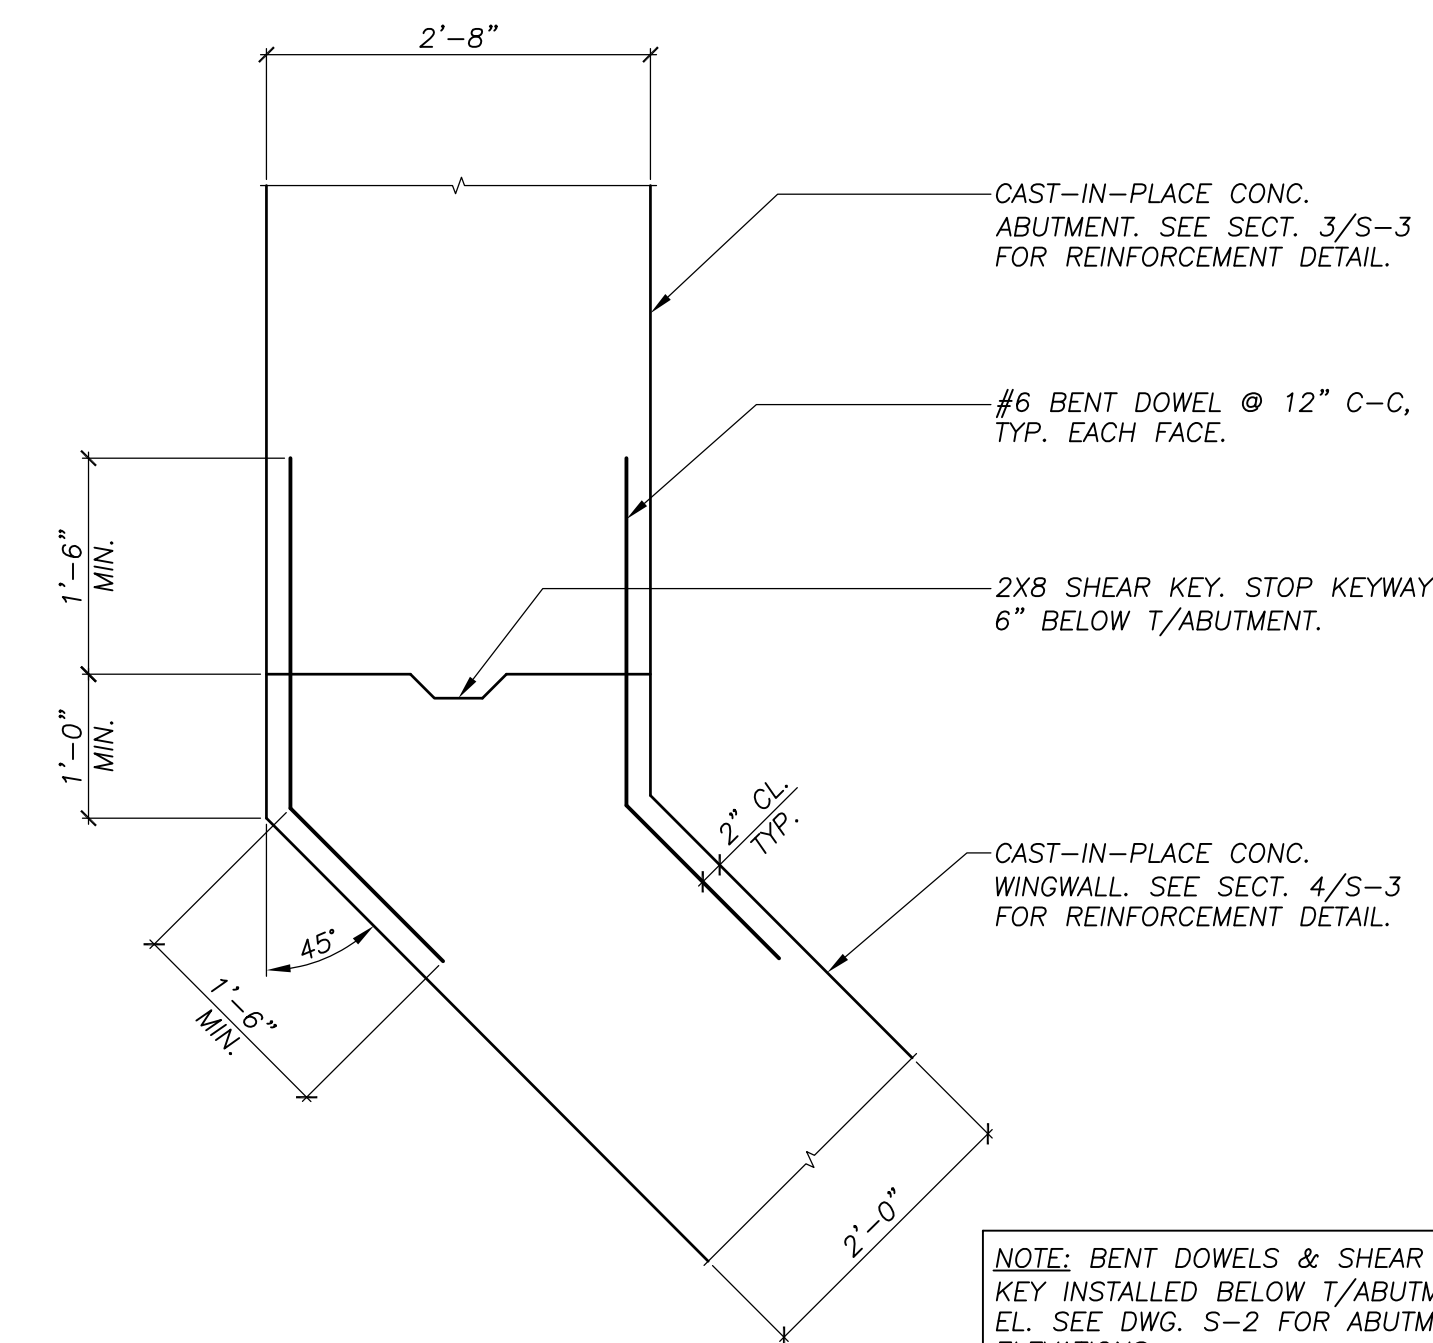 2'-8"
CAST-IN-PLACE CONC.
ABUTMENT. SEE SECT. 3/S-3
FOR REINFORCEMENT DETAIL.
#6 BENT DOWEL @ 12" C-C,
TYP. EACH FACE.
1'-6"
MIN.
2X8 SHEAR KEY. STOP KEYWAY
6" BELOW T/ABUTMENT.
1'-0"
MIN.
2" CL.
TYP.
CAST-IN-PLACE CONC.
WINGWALL. SEE SECT. 4/S-3
FOR REINFORCEMENT DETAIL.
45°
1'-6"
MIN.
2'-0"
NOTE: BENT DOWELS & SHEAR
KEY INSTALLED BELOW
EL. SEE DWG. S-2 FOR